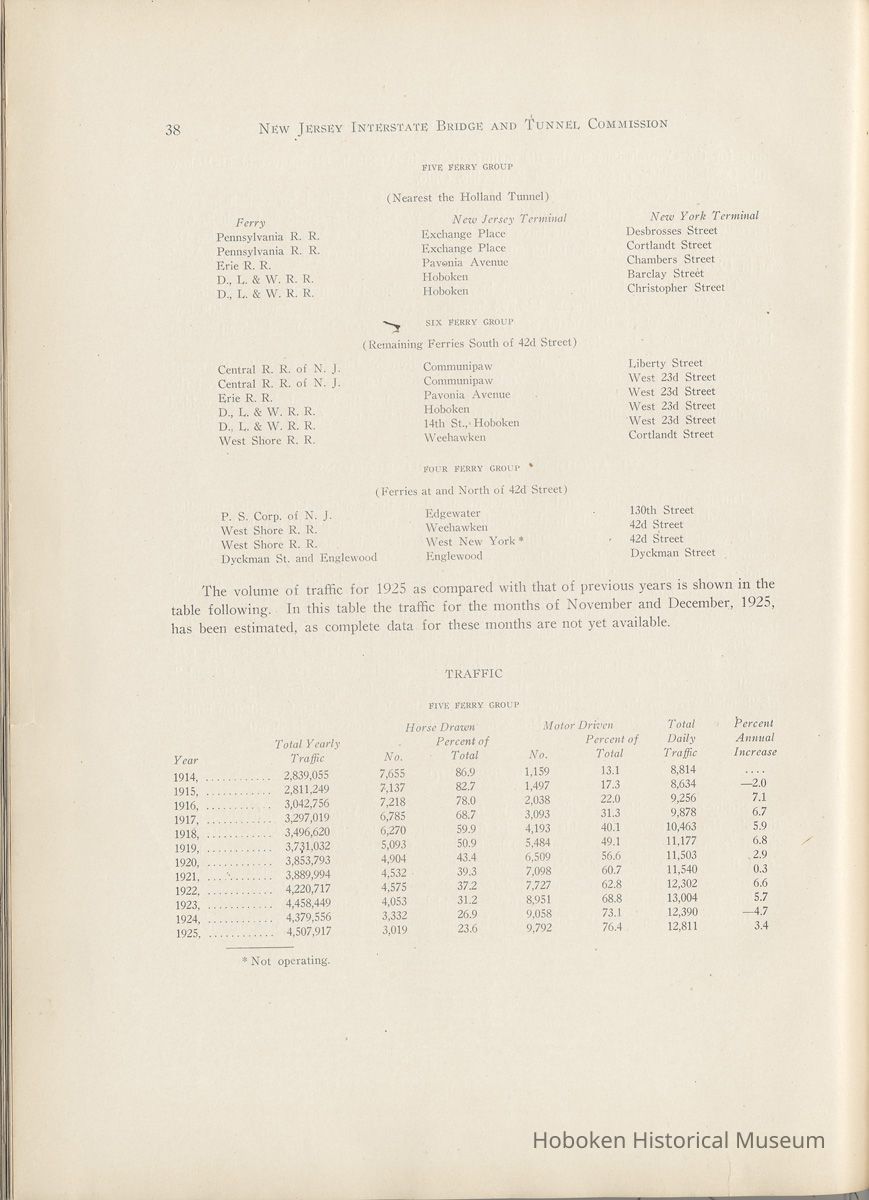 38 NEW JERSEY INTERSTATE BRIDGE AND TUNNEL COMMISSION
FIVE FERRY GROUP
(Nearest the Holland Tunnel)
Ferry New Jersey Terminal New York Terminal
Pennsylvania R. R. Exchange Place Desbrosses Street
Pennsylvania R. R. Exchange Place Cortlandt Street
Erie R. R. Pavonia Avenue Chambers Street
D., L. & W. R. R. Hoboken Barclay Street
D., L. & W. R. R. Hoboken Christopher Street
SIX FERRY GROUP
(Remaining Ferries South of 42d Street)
Central R. R. of N. J. Communipaw Liberty Street
Central R. R. of N. J. Communipaw West 23d Street
Erie R. R. Pavonia Avenue West 23d Street
D., L. & W. R. R. Hoboken West 23d Street
D., L. & W. R. R. 14th St., Hoboken West 23d Street
West Shore R. R. Weehawken Cortlandt Street
FOUR FERRY GROUP
(Ferries at and North of 42d Street)
P. S. Corp. of N. J. Edgewater 130th Street
West Shore R. R. Weehawken 42d Street
West Shore R. R. West New York * 42d Street
Dyckman St. and Englewood Englewood Dyckman Street
The volume of traffic for 1925 as compared with that of previous years is shown in the
table following. In this table the traffic for the months of November and December, 1925,
has been estimated, as complete data for these months are not yet available.
TRAFFIC
FIVE FERRY GROUP
Horse Drawn Motor Driven Total Percent
Total Yearly Percent of Percent of Daily Annual
Year Traffic No. Total No. Total Traffic Increase
1914, ............ 2,839,055 7,655 86.9 1,159 13.1 8,814 ....
1915, ............ 2,811,249 7,137 82.7 1,497 17.3 8,634 —2.0
1916, ............ 3,042,756 7,218 78.0 2,038 22.0 9,256 7.1
1917, ............ 3,297,019 6,785 68.7 3,093 31.3 9,878 6.7
1918, ............ 3,496,620 6,270 59.9 4,193 40.1 10,463 5.9
1919, ............ 3,731,032 5,093 50.9 5,484 49.1 11,177 6.8
1920, ............ 3,853,793 4,904 43.4 6,509 56.6 11,503 2.9
1921, ............ 3,889,994 4,532 39.3 7,098 60.7 11,540 0.3
1922, ............ 4,220,717 4,575 37.2 7,727 62.8 12,302 6.6
1923, ............ 4,458,449 4,053 31.2 8,951 68.8 13,004 5.7
1924, ............ 4,379,556 3,332 26.9 9,058 73.1 12,390 —4.7
1925, ............ 4,507,917 3,019 23.6 9,792 76.4 12,811 3.4
* Not operating.
Hoboken Historical Museum